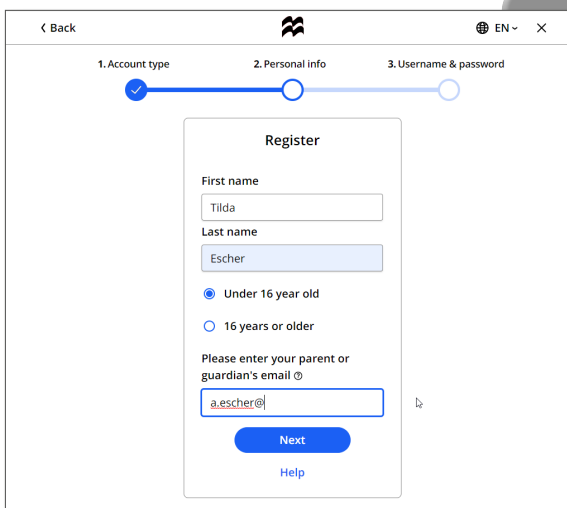 Back
EN
1. Account type
2. Personal info
3. Username & password
Register
First name
Tilda
Last name
Escher
Under 16 year old
16 years or older
Please enter your parent or
guardian's email
a.escher@
Next
Help